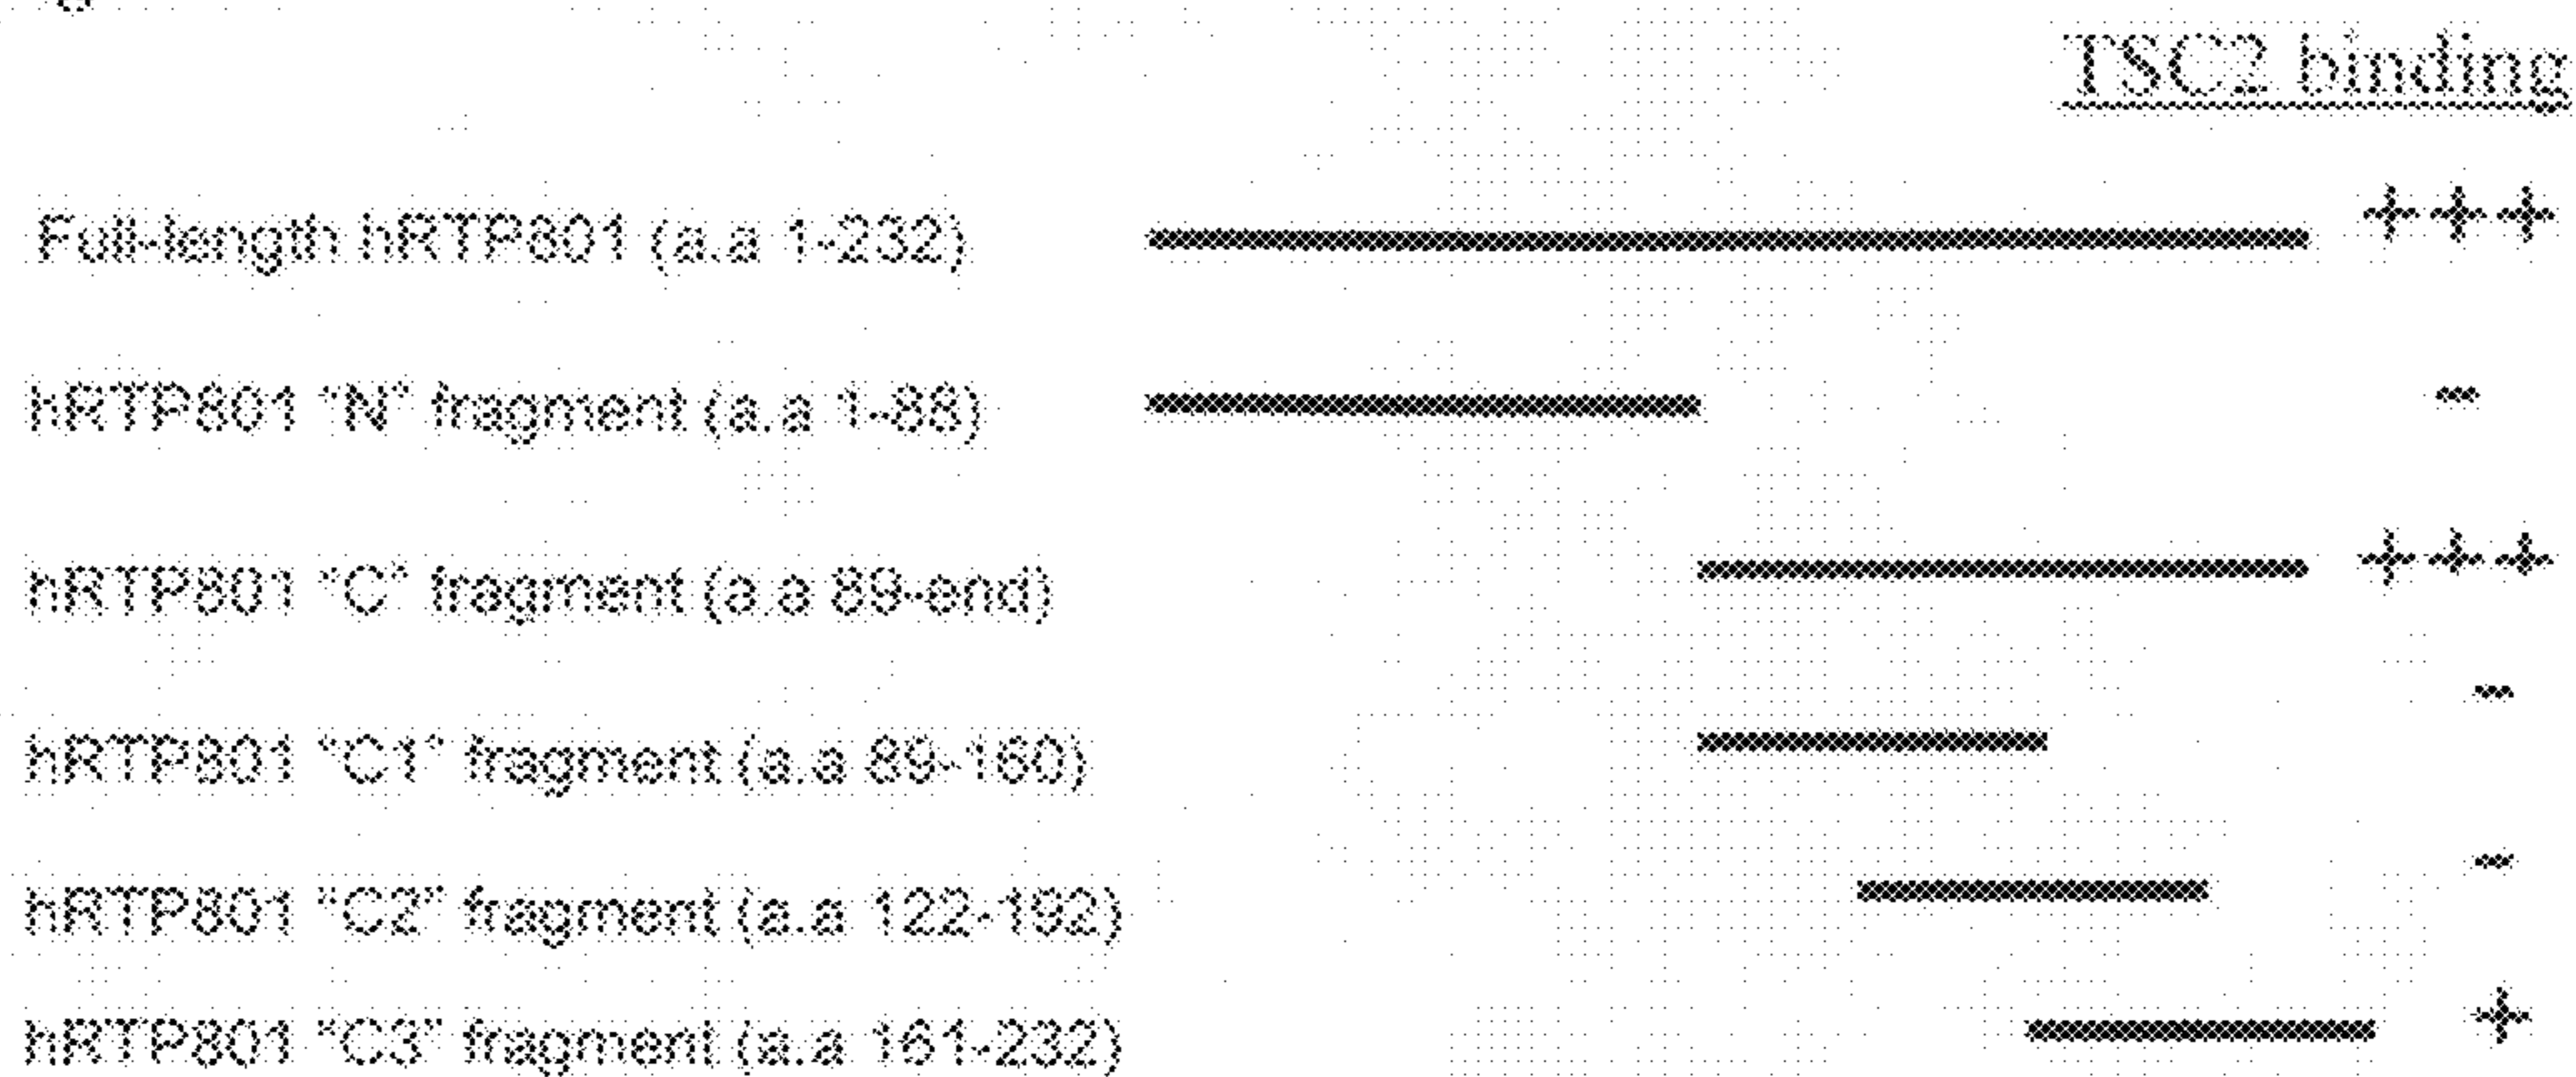 TSC2 binding
Full-length hRTP801 (a.a 1-232) +++
hRTP801 "N" fragment (a.a 1-88) -
hRTP801 "C" fragment (a.a 89-end) +++
hRTP801 "C1" fragment (a.a 89-160) -
hRTP801 "C2" fragment (a.a 122-192) -
hRTP801 "C3" fragment (a.a 161-232) +